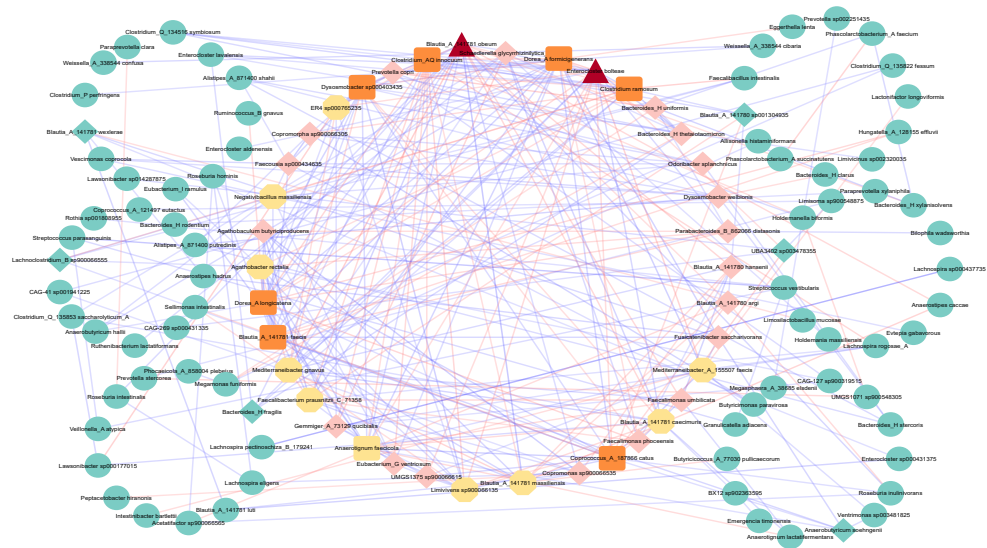 Clostridium_Q_134516 symbiosum
Paraprevotella clara
Weissella_A_338544 confusa
Enterocloster lavalensis
Alistipes_A_871400 shahii
Clostridium_P perfringens
Ruminococcus_B gnavus
Blautia_A_141781 wexlerae
Enterocloster aldenensis
Vescimonas coprocola
Lawsonibacter sp014287875
Roseburia hominis
Eubacterium_I ramulus
Coprococcus_A_121497 eutactus
Rothia sp001808955
Bacteroides_H rodentium
Streptococcus parasanguinis
Alistipes_A_871400 putredinis
Lachnoclostridium_B sp900066555
Anaerostipes hadrus
CAG-41 sp001941225
Sellimonas intestinalis
Clostridium_Q_135853 saccharolyticum_A
CAG-269 sp000431335
Anaerobutyricum hallii
Ruthenibacterium lactatiformans
Phocaeicola_A_858004 plebeius
Prevotella stercorea
Megamonas funiformis
Roseburia intestinalis
Bacteroides_H fragilis
Veillonella_A atypica
Lachnospira pectinoschiza_B_179241
Lawsonibacter sp000177015
Lachnospira eligens
Peptacetobacter hiranonis
Blautia_A_141781 luti
Intestinibacter bartlettii
Acetatifactor sp900066565
Blautia_A_141781 obeum
Clostridium_AQ innocuum
Prevotella copri
Dysosmobacter sp000403435
ER4 sp000765235
Copromorpha sp900066305
Faecousia sp000434635
Negativibacillus massiliensis
Agathobaculum butyriciproducens
Agathobacter rectalis
Dorea_A longicatena
Blautia_A_141781 faecis
Mediterraneibacter gnavus
Faecalibacterium prausnitzii_C_71358
Gemmiger_A_73129 qucibialis
Anaerotignum faecicola
Eubacterium_G ventriosum
UMGS1375 sp900066615
Limivivens sp900066135
Blautia_A_141781 massiliensis
Copromonas sp900066535
Coprococcus_A_187866 catus
Faecalimonas phoceensis
Blautia_A_141781 caecimuris
Faecalimonas umbilicata
Mediterraneibacter_A_155507 faecis
Fusicatenibacter saccharivorans
Blautia_A_141780 argi
Blautia_A_141780 hansenii
Parabacteroides_B_862066 distasonis
Dysosmobacter welbionis
Odoribacter splanchnicus
Bacteroides_H thetaiotaomicron
Bacteroides_H uniformis
Clostridium ramosum
Enterocloster bolteae
Dorea_A formicigenerans
glycyrrhizinilytica
Prevotella sp002251435
Eggerthella lenta
Phascolarctobacterium_A faecium
Weissella_A_338544 cibaria
Clostridium_Q_135822 fessum
Faecalibacillus intestinalis
Lactonifactor longoviformis
Blautia_A_141780 sp001304935
Hungatella_A_128155 effluvii
Allisonella histaminiformans
Phascolarctobacterium_A succinatutens
Limivicinus sp002320035
Bacteroides_H clarus
Paraprevotella xylaniphila
Limisoma sp900548875
Bacteroides_H xylanisolvens
Holdemanella biformis
Bilophila wadsworthia
UBA3402 sp003478355
Lachnospira sp000437735
Streptococcus vestibularis
Anaerostipes caccae
Limosilactobacillus mucosae
Holdemania massiliensis
Evtepia gabavorous
Lachnospira rogosae_A
CAG-127 sp900319515
Megasphaera_A_38685 elsdenii
UMGS1071 sp900548305
Butyricimonas paravirosa
Granulicatella adiacens
Bacteroides_H stercoris
Butyricicoccus_A_77030 pullicaecorum
Enterocloster sp000431375
BX12 sp902363595
Roseburia inulinivorans
Emergencia timonensis
Ventrimonas sp003481825
Anaerobutyricum soehngenii
Anaerotignum lactatifermentans